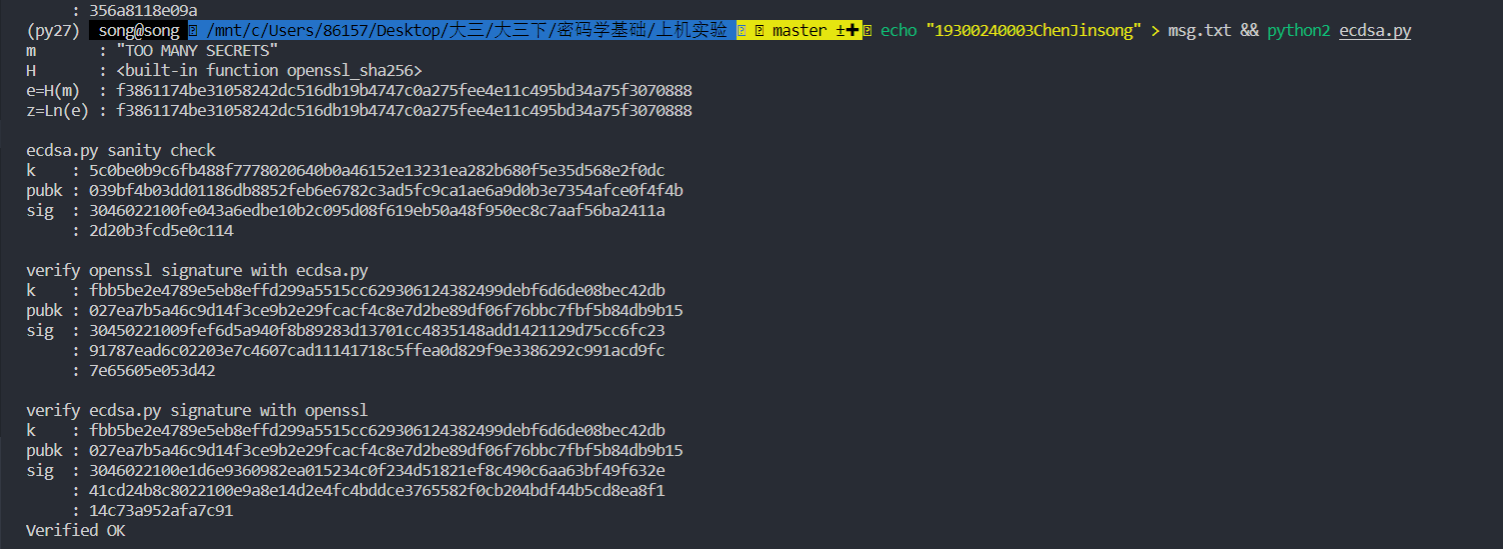 : 356a8118e09a
(py27) song@song /mnt/c/Users/86157/Desktop/大三/大三下/密码学基础/上机实验 master ±✚ echo "19300240003ChenJinsong" > msg.txt && python2 ecdsa.py
m : "TOO MANY SECRETS"
H : <built-in function openssl_sha256>
e=H(m) : f3861174be31058242dc516db19b4747c0a275fee4e11c495bd34a75f3070888
z=Ln(e) : f3861174be31058242dc516db19b4747c0a275fee4e11c495bd34a75f3070888
ecdsa.py sanity check
k : 5c0be0b9c6fb488f7778020640b0a46152e13231ea282b680f5e35d568e2f0dc
pubk : 039bf4b03dd01186db8852feb6e6782c3ad5fc9ca1ae6a9d0b3e7354afce0f4f4b
sig : 3046022100fe043a6edbe10b2c095d08f619eb50a48f950ec8c7aaf56ba2411a
: 2d20b3fcd5e0c114
verify openssl signature with ecdsa.py
k : fbb5be2e4789e5eb8effd299a5515cc629306124382499debf6d6de08bec42db
pubk : 027ea7b5a46c9d14f3ce9b2e29fcacf4c8e7d2be89df06f76bbc7fbf5b84db9b15
sig : 30450221009fef6d5a940f8b89283d13701cc4835148add1421129d75cc6fc23
: 91787ead6c02203e7c4607cad11141718c5ffea0d829f9e3386292c991acd9fc
: 7e65605e053d42
verify ecdsa.py signature with openssl
k : fbb5be2e4789e5eb8effd299a5515cc629306124382499debf6d6de08bec42db
pubk : 027ea7b5a46c9d14f3ce9b2e29fcacf4c8e7d2be89df06f76bbc7fbf5b84db9b15
sig : 3046022100e1d6e9360982ea015234c0f234d51821ef8c490c6aa63bf49f632e
: 41cd24b8c8022100e9a8e14d2e4fc4bddce3765582f0cb204bdf44b5cd8ea8f1
: 14c73a952afa7c91
Verified OK